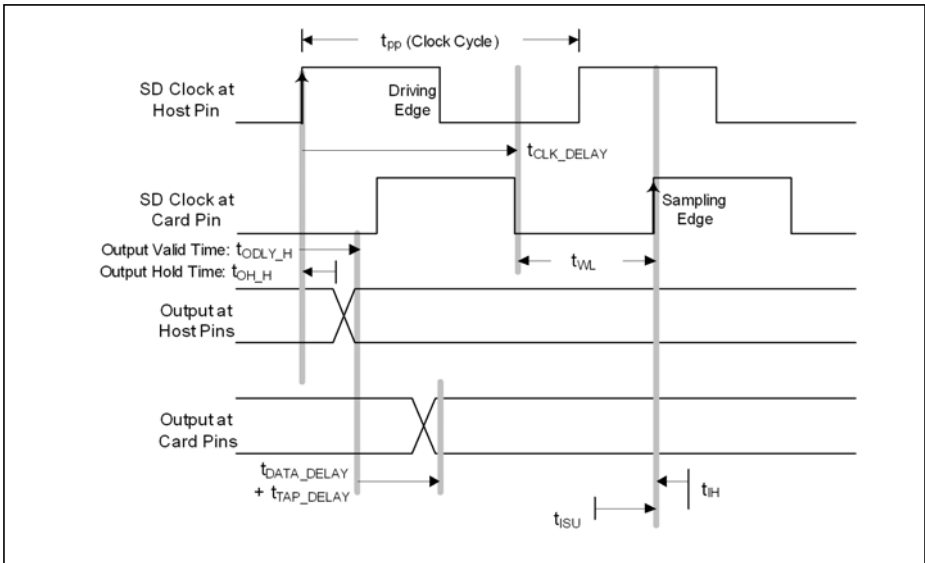 tpp (Clock Cycle)
SD Clock at
Host Pin
Driving
Edge
tCLK_DELAY
SD Clock at
Card Pin
Sampling
Edge
Output Valid Time: tODLY_H
Output Hold Time: tOH_H
tWL
Output at
Host Pins
Output at
Card Pins
tDATA_DELAY
+ tTAP_DELAY
tIH
tISU